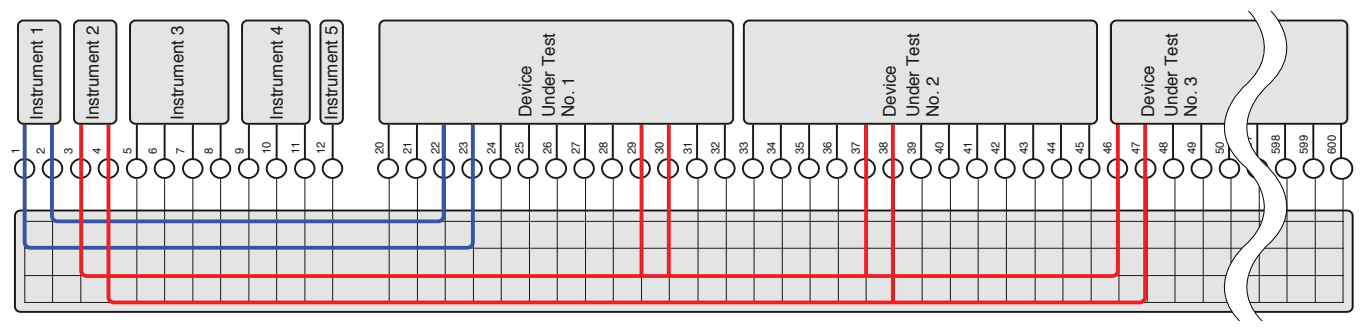 Instrument 1
Instrument 2
Instrument 3
Instrument 4
Instrument 5
Device
Under Test
No. 1
Device
Under Test
No. 2
Device
Under Test
No. 3
1 2 3 4 5 6 7 8 9 10 11 12 20 21 22 23 24 25 26 27 28 29 30 31 32 33 34 35 36 37 38 39 40 41 42 43 44 45 46 47 48 49 50 598 599 600